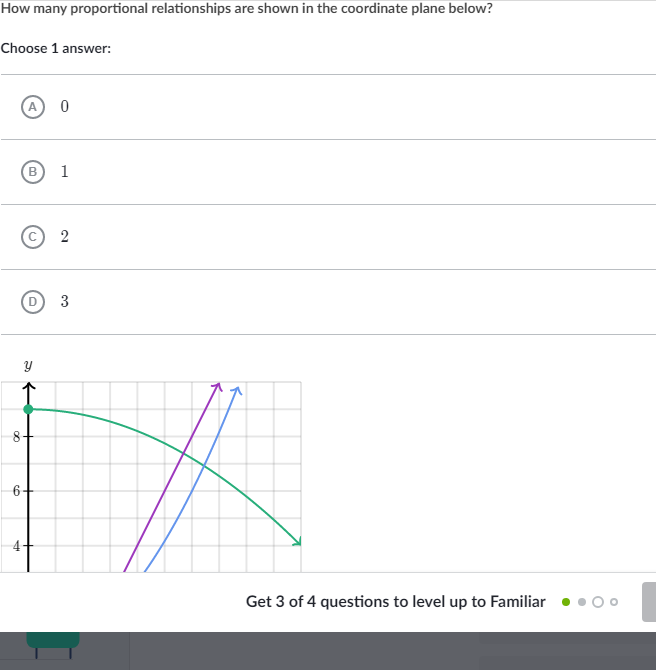 How many proportional relationships are shown in the coordinate plane below?
Choose 1 answer:
A 0
B 1
C 2
D 3
y
8
6
4
Get 3 of 4 questions to level up to Familiar